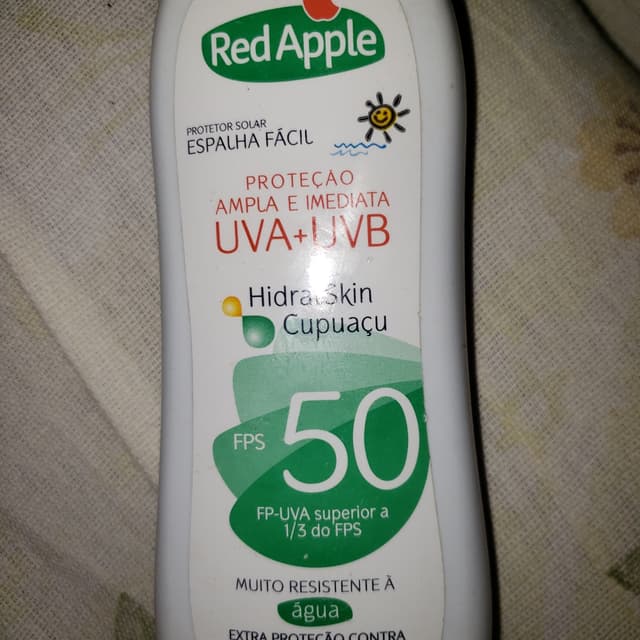 Red Apple
PROTETOR SOLAR
ESPALHA FÁCIL
PROTEÇÃO
AMPLA E IMEDIATA
UVA+UVB
HidratSkin
Cupuaçu
FPS 50
FP-UVA superior a
1/3 do FPS
MUITO RESISTENTE À
água
EXTRA PROTEÇÃO CONTRA